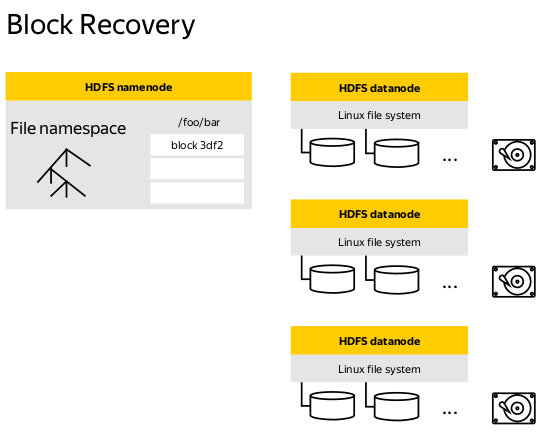 Block Recovery
HDFS namenode
File namespace
/foo/bar
block 3df2
HDFS datanode
Linux file system
...
HDFS datanode
Linux file system
...
HDFS datanode
Linux file system
...